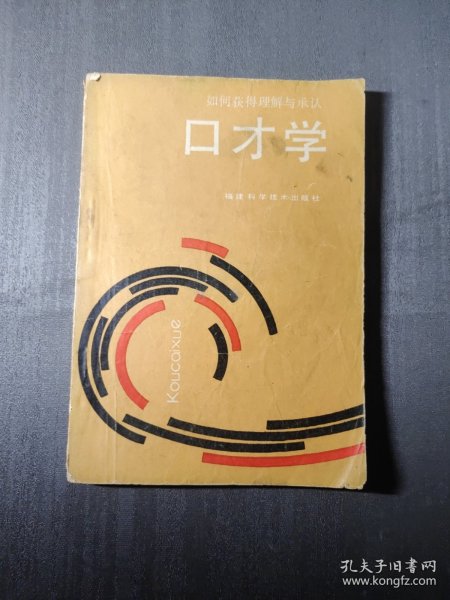 如何获得理解与承认
口才学
福建科学技术出版社
Koucaixue
孔夫子旧书网
www.kongfz.com